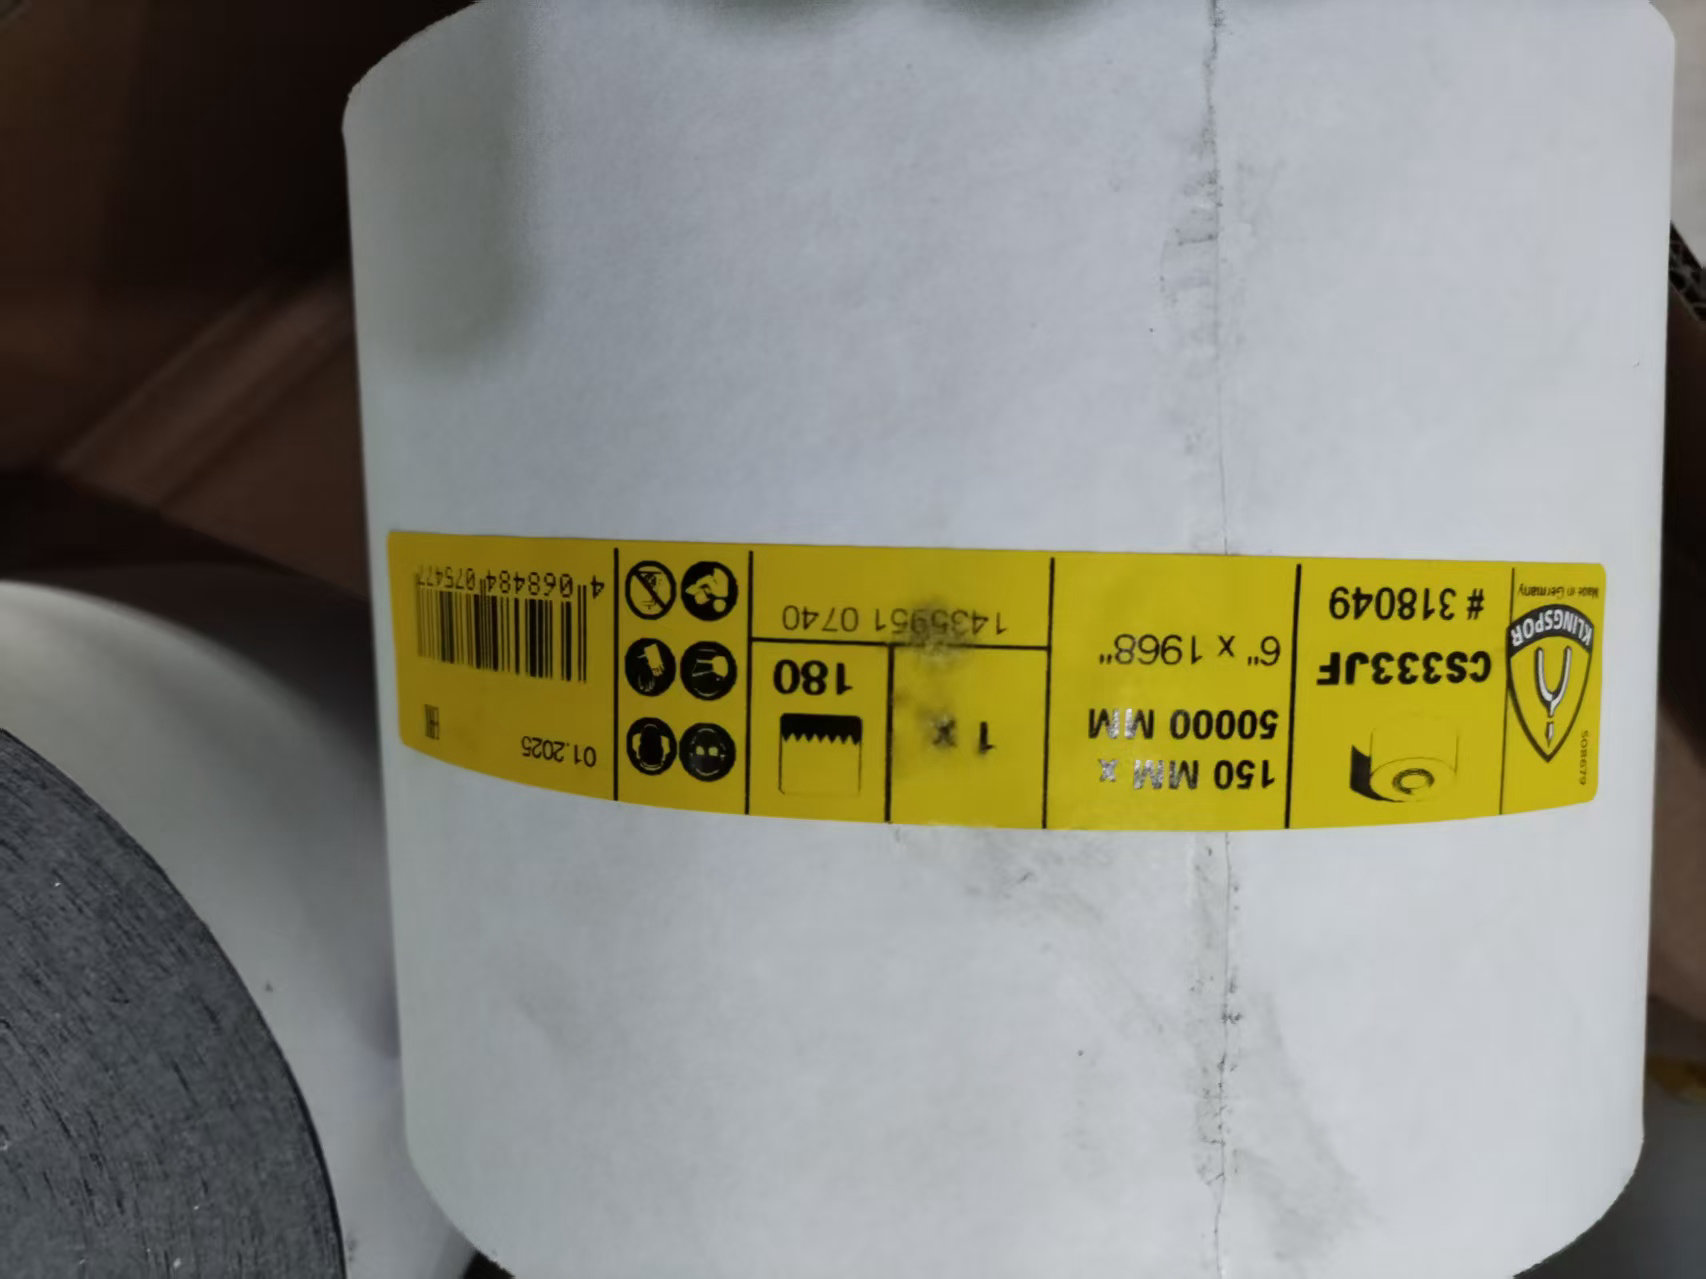 508679
KLINGSPOR
Made in Germany
CS333JF
# 318049
150 MM x
50000 MM
6" x 1968"
1 x
180
1435951 0740
01.2025
EAC
4 068484 075477